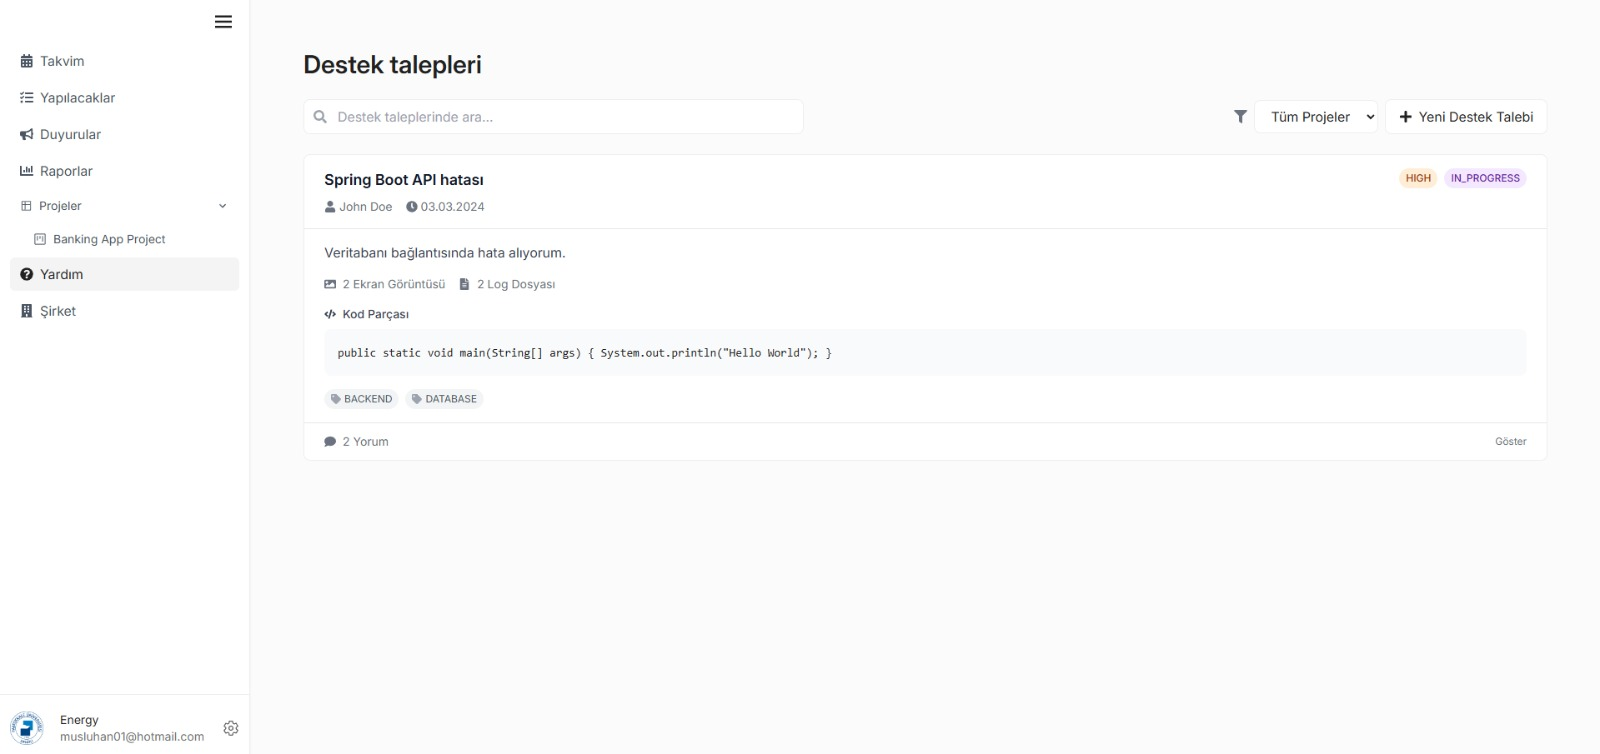 Takvim
Yapılacaklar
Duyurular
Raporlar
Projeler
Banking App Project
Yardım
Şirket
Energy
musluhan01@hotmail.com
Destek talepleri
Destek taleplerinde ara...
Tüm Projeler
Yeni Destek Talebi
Spring Boot API hatası
HIGH IN_PROGRESS
John Doe 03.03.2024
Veritabanı bağlantısında hata alıyorum.
2 Ekran Görüntüsü 2 Log Dosyası
Kod Parçası
public static void main(String[] args) { System.out.println("Hello World"); }
BACKEND DATABASE
2 Yorum
Göster